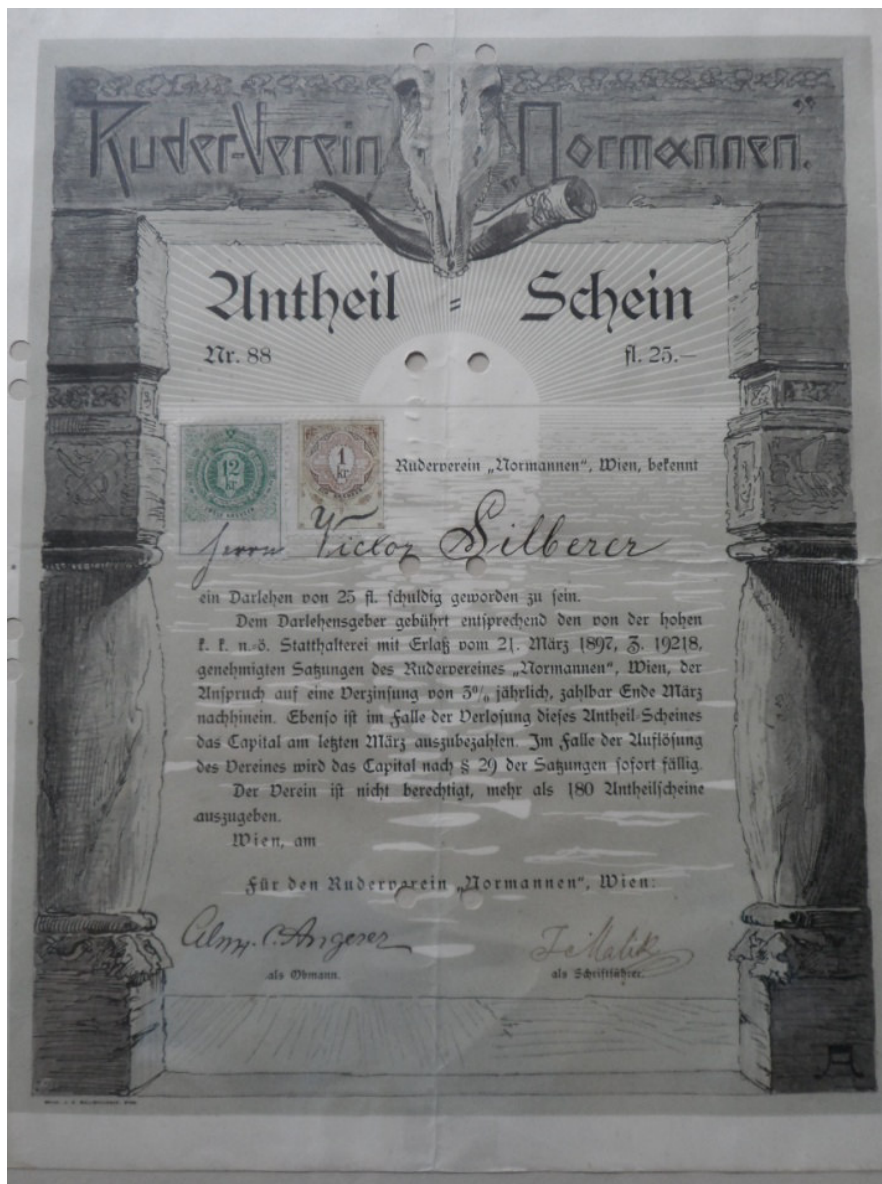 Ruder-Verein „Normannen“
Antheil = Schein
Nr. 88 fl. 25.—
12 kr
1 kr
Ruderverein „Normannen“, Wien, bekennt
Herrn Victor Silberer
ein Darlehen von 25 fl. schuldig geworden zu sein.
Dem Darlehensgeber gebührt entsprechend den von der hohen
k. k. n.-ö. Statthalterei mit Erlaß vom 21. März 1897, Z. 19218,
genehmigten Satzungen des Rudervereines „Normannen“, Wien, der
Anspruch auf eine Verzinsung von 3% jährlich, zahlbar Ende März
nachhinein. Ebenso ist im Falle der Verlosung dieses Antheil-Scheines
das Capital am letzten März auszubezahlen. Im Falle der Auflösung
des Vereines wird das Capital nach § 29 der Satzungen sofort fällig.
Der Verein ist nicht berechtigt, mehr als 180 Antheilscheine
auszugeben.
Wien, am
Für den Ruderverein „Normannen“, Wien:
Angerer
als Obmann. als Schriftführer.